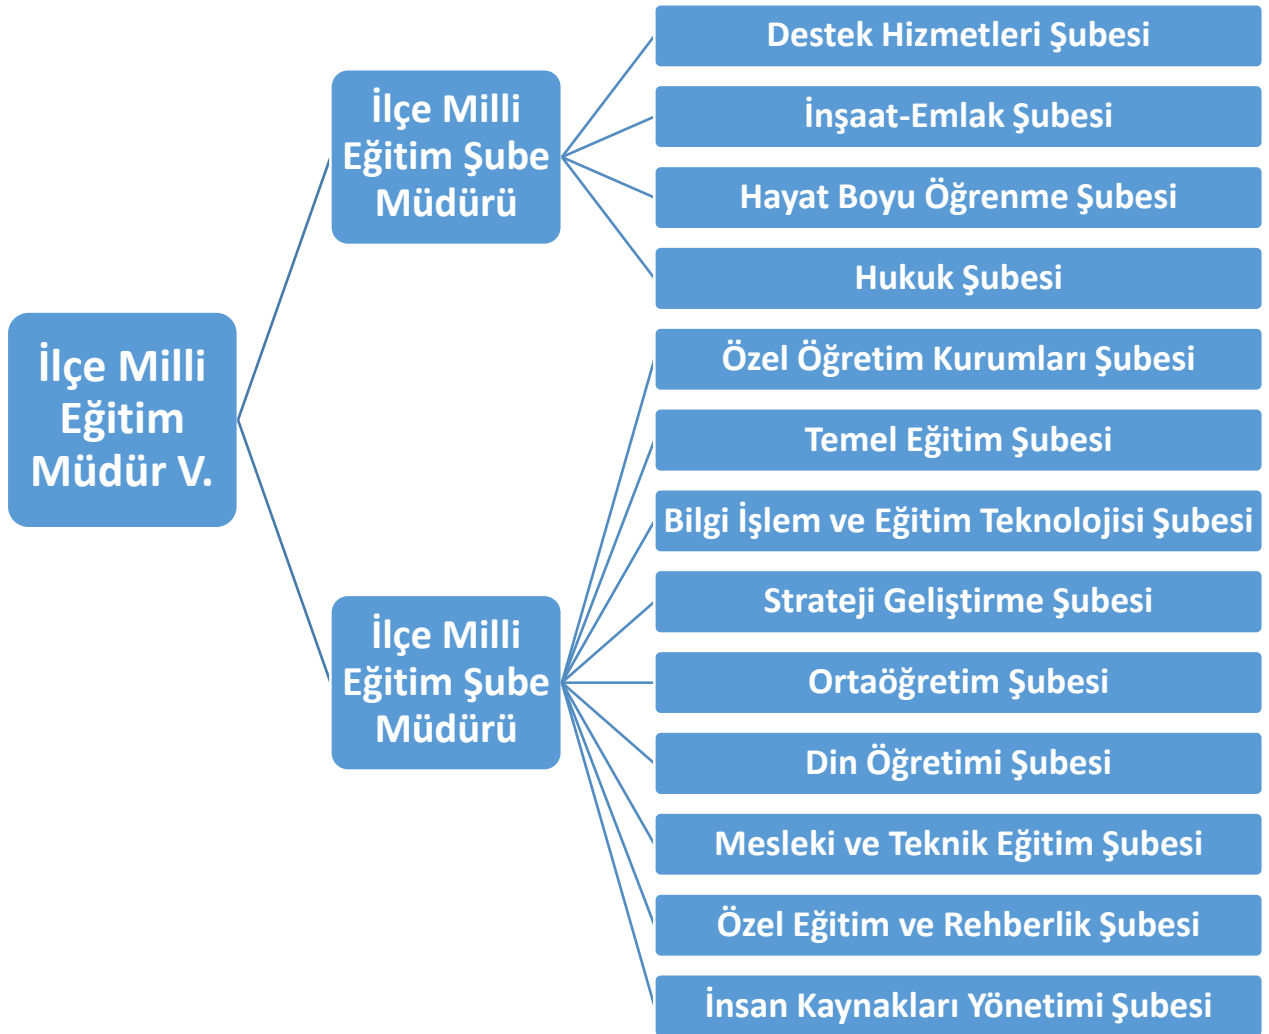 İlçe Milli
Eğitim
Müdür V.
İlçe Milli
Eğitim Şube
Müdürü
Destek Hizmetleri Şubesi
İnşaat-Emlak Şubesi
Hayat Boyu Öğrenme Şubesi
Hukuk Şubesi
İlçe Milli
Eğitim Şube
Müdürü
Özel Öğretim Kurumları Şubesi
Temel Eğitim Şubesi
Bilgi İşlem ve Eğitim Teknolojisi Şubesi
Strateji Geliştirme Şubesi
Ortaöğretim Şubesi
Din Öğretimi Şubesi
Mesleki ve Teknik Eğitim Şubesi
Özel Eğitim ve Rehberlik Şubesi
İnsan Kaynakları Yönetimi Şubesi